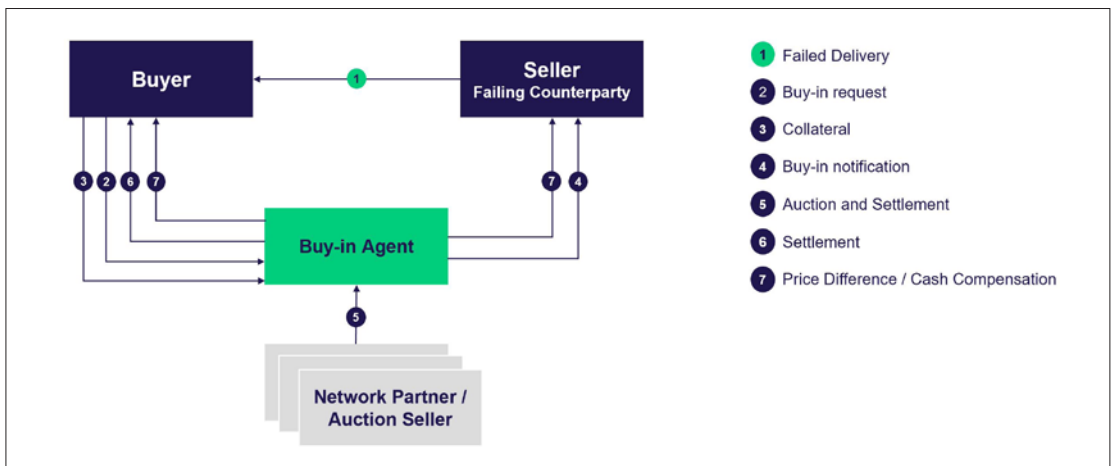 Buyer
1
Seller
Failing Counterparty
3
2
6
7
7
4
Buy-in Agent
5
Network Partner /
Auction Seller
1 Failed Delivery
2 Buy-in request
3 Collateral
4 Buy-in notification
5 Auction and Settlement
6 Settlement
7 Price Difference / Cash Compensation